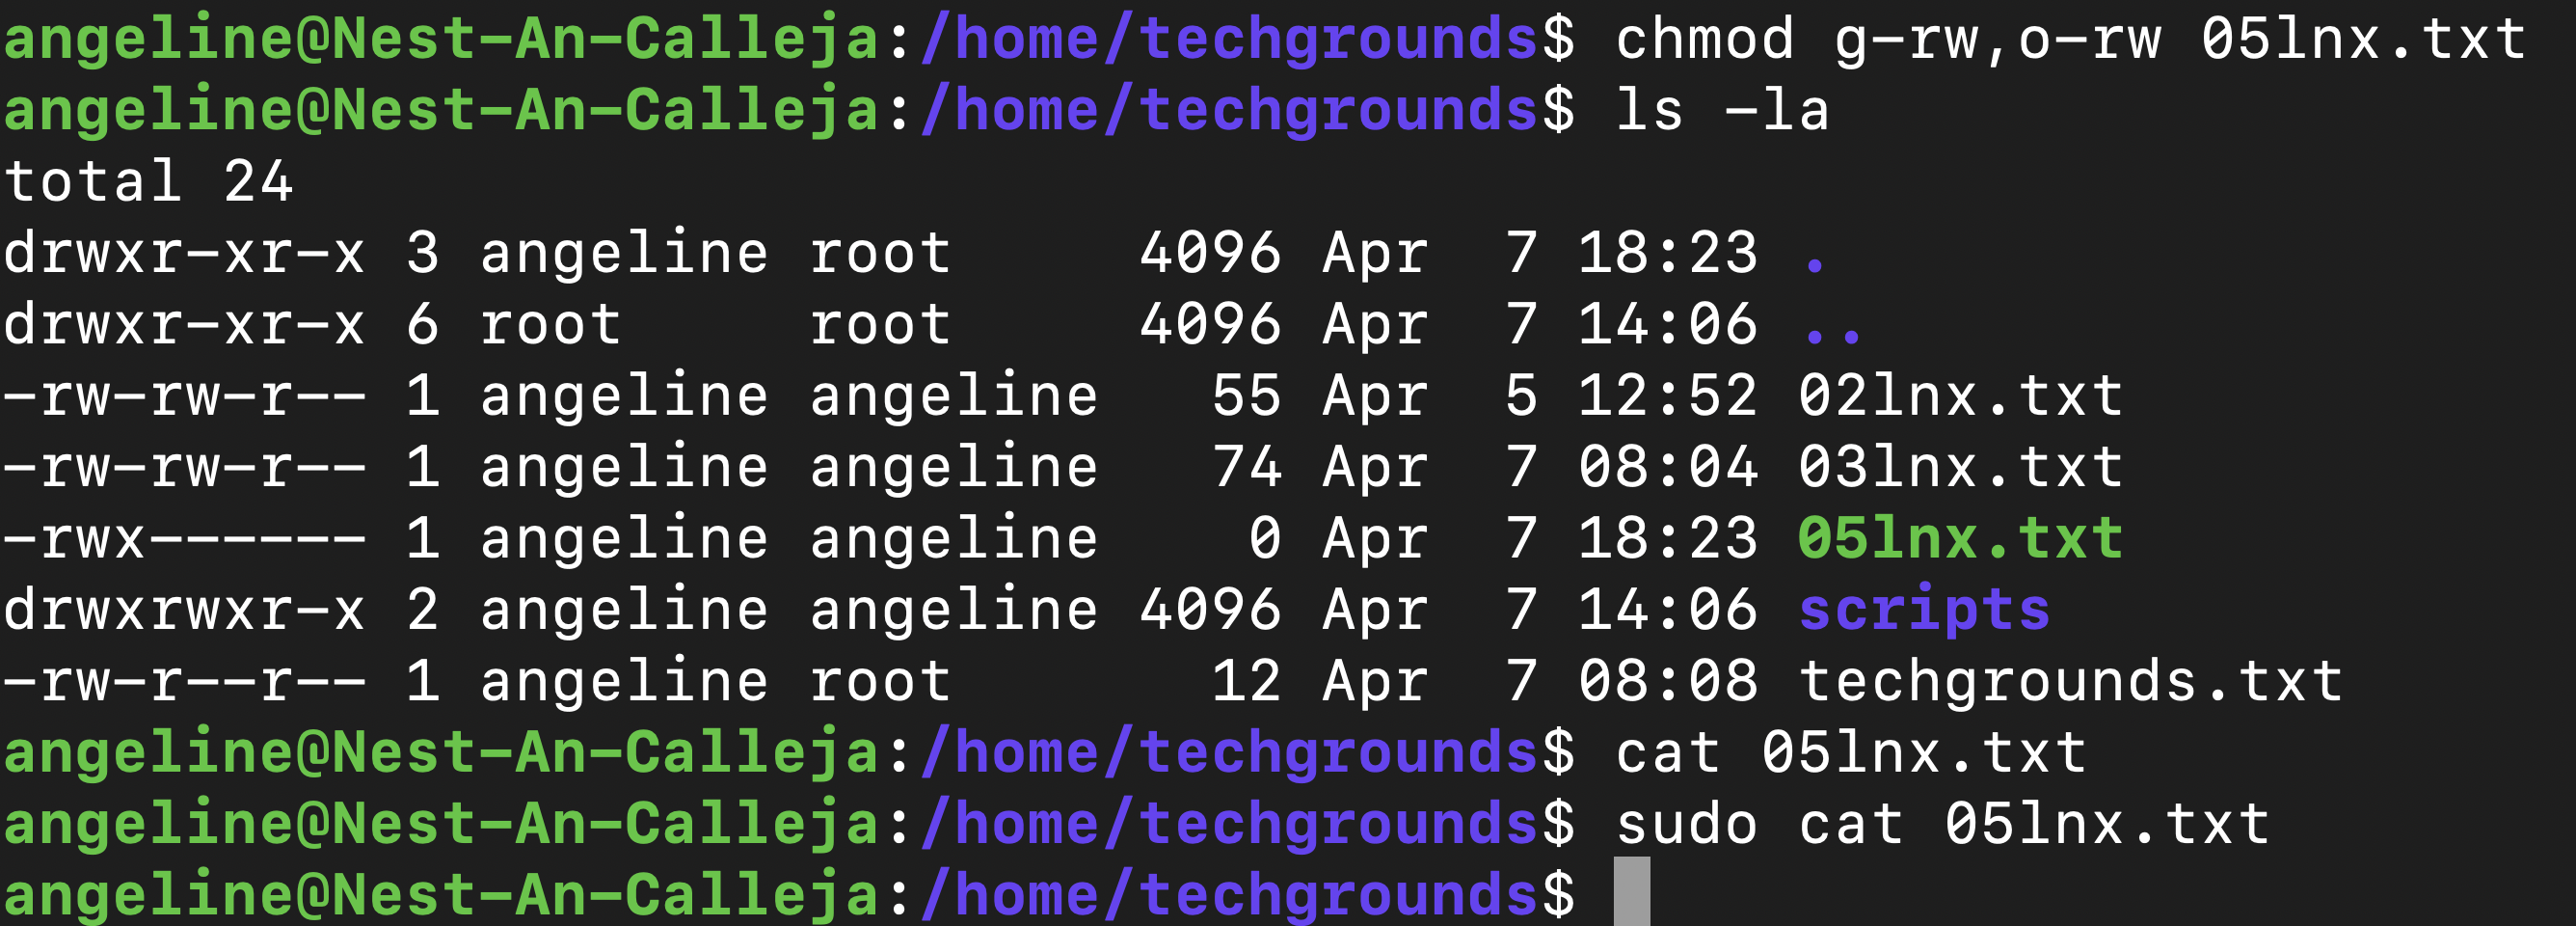 angeline@Nest-An-Calleja:/home/techgrounds$ chmod g-rw,o-rw 05lnx.txt
angeline@Nest-An-Calleja:/home/techgrounds$ ls -la
total 24
drwxr-xr-x 3 angeline root     4096 Apr  7 18:23 .
drwxr-xr-x 6 root     root     4096 Apr  7 14:06 ..
-rw-rw-r-- 1 angeline angeline   55 Apr  5 12:52 02lnx.txt
-rw-rw-r-- 1 angeline angeline   74 Apr  7 08:04 03lnx.txt
-rwx------ 1 angeline angeline    0 Apr  7 18:23 05lnx.txt
drwxrwxr-x 2 angeline angeline 4096 Apr  7 14:06 scripts
-rw-r--r-- 1 angeline root       12 Apr  7 08:08 techgrounds.txt
angeline@Nest-An-Calleja:/home/techgrounds$ cat 05lnx.txt
angeline@Nest-An-Calleja:/home/techgrounds$ sudo cat 05lnx.txt
angeline@Nest-An-Calleja:/home/techgrounds$